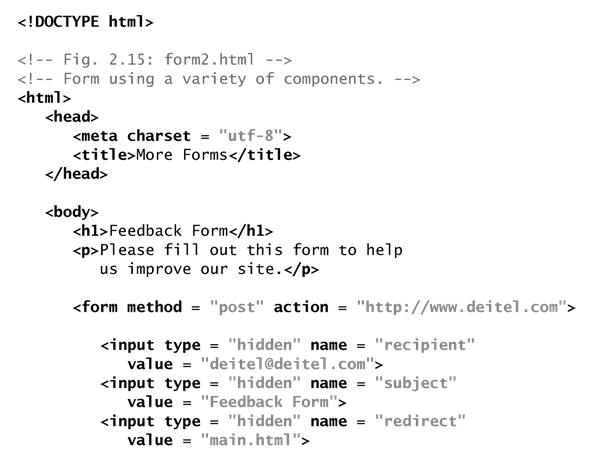 <!DOCTYPE html>
<!-- Fig. 2.15: form2.html -->
<!-- Form using a variety of components. -->
<html>
<head>
<meta charset = "utf-8">
<title>More Forms</title>
</head>
<body>
<h1>Feedback Form</h1>
<p>Please fill out this form to help
us improve our site.</p>
<form method = "post" action = "http://www.deitel.com">
<input type = "hidden" name = "recipient"
value = "deitel@deitel.com">
<input type = "hidden" name = "subject"
value = "Feedback Form">
<input type = "hidden" name = "redirect"
value = "main.html">